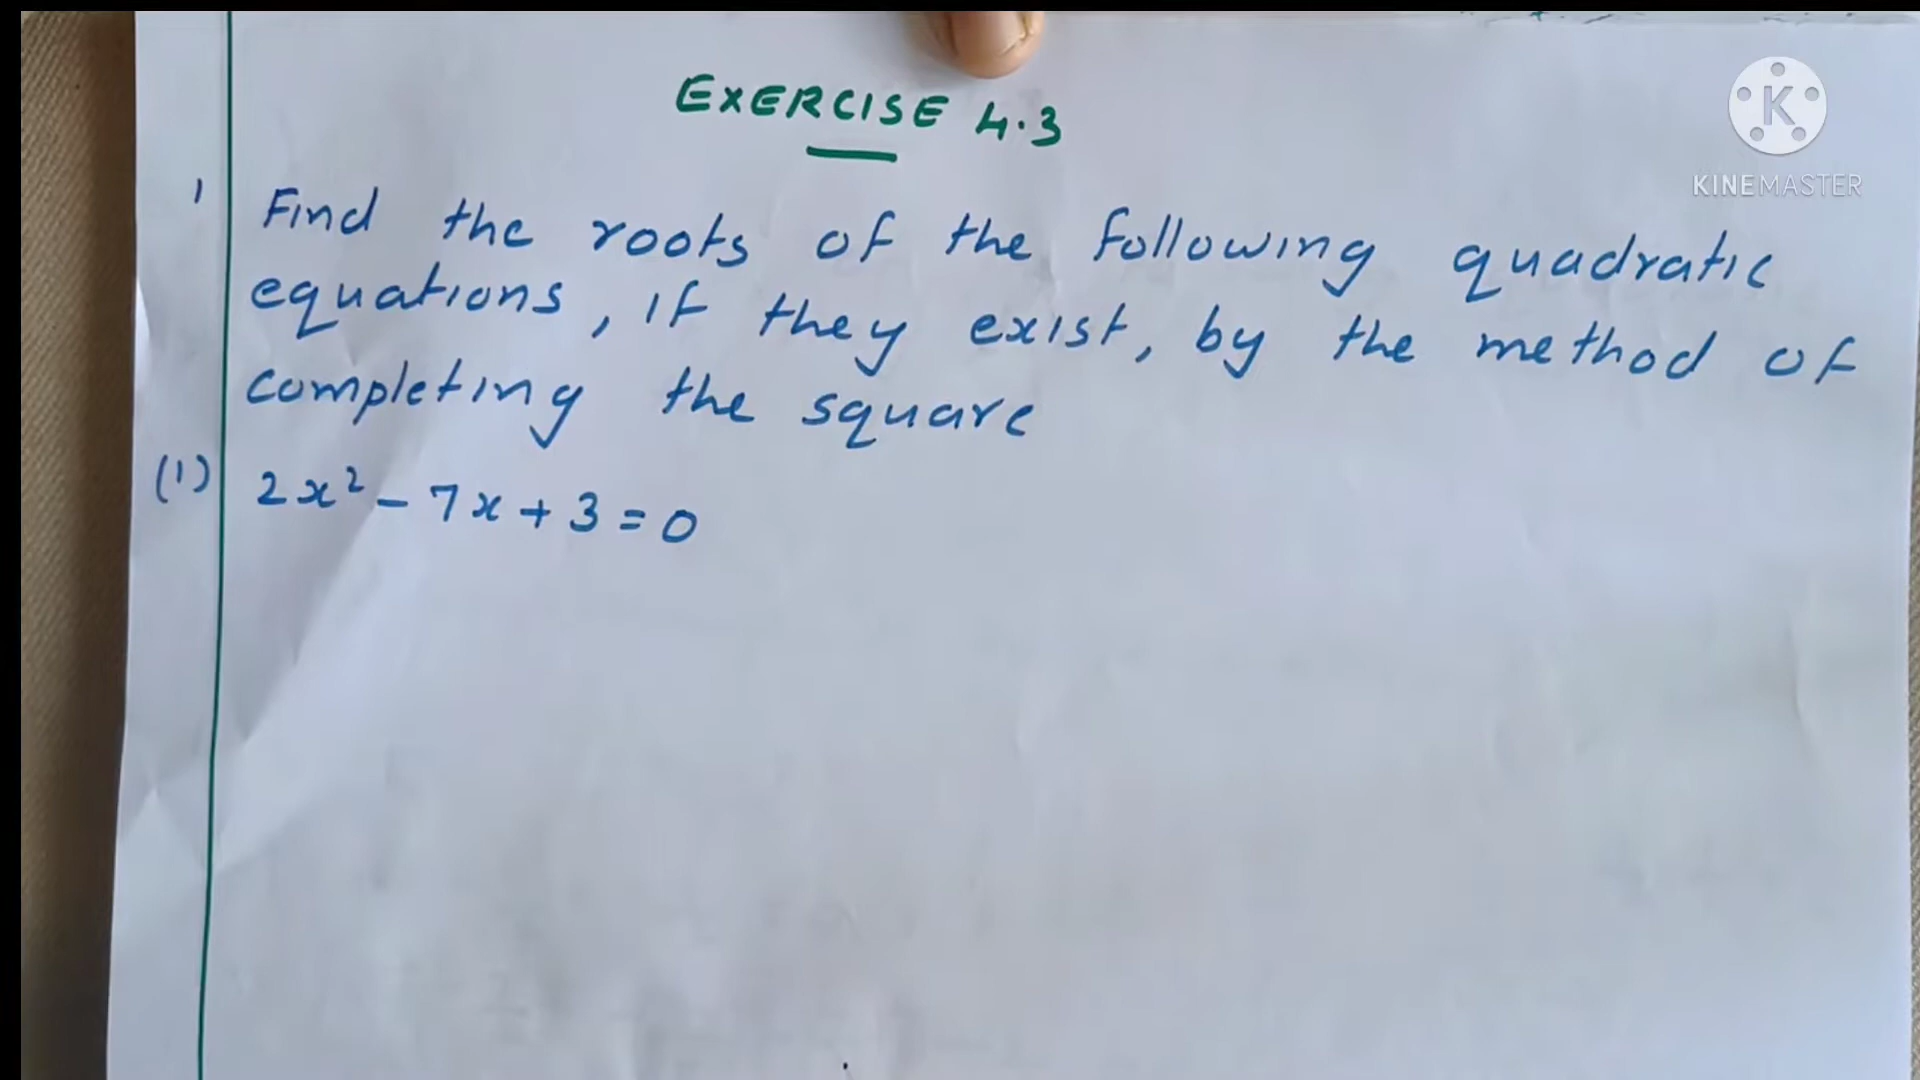 EXERCISE 4.3
1 Find the roots of the following quadratic
equations, if they exist, by the method of
completing the square
(1) 2x² - 7x + 3 = 0
K
KINEMASTER